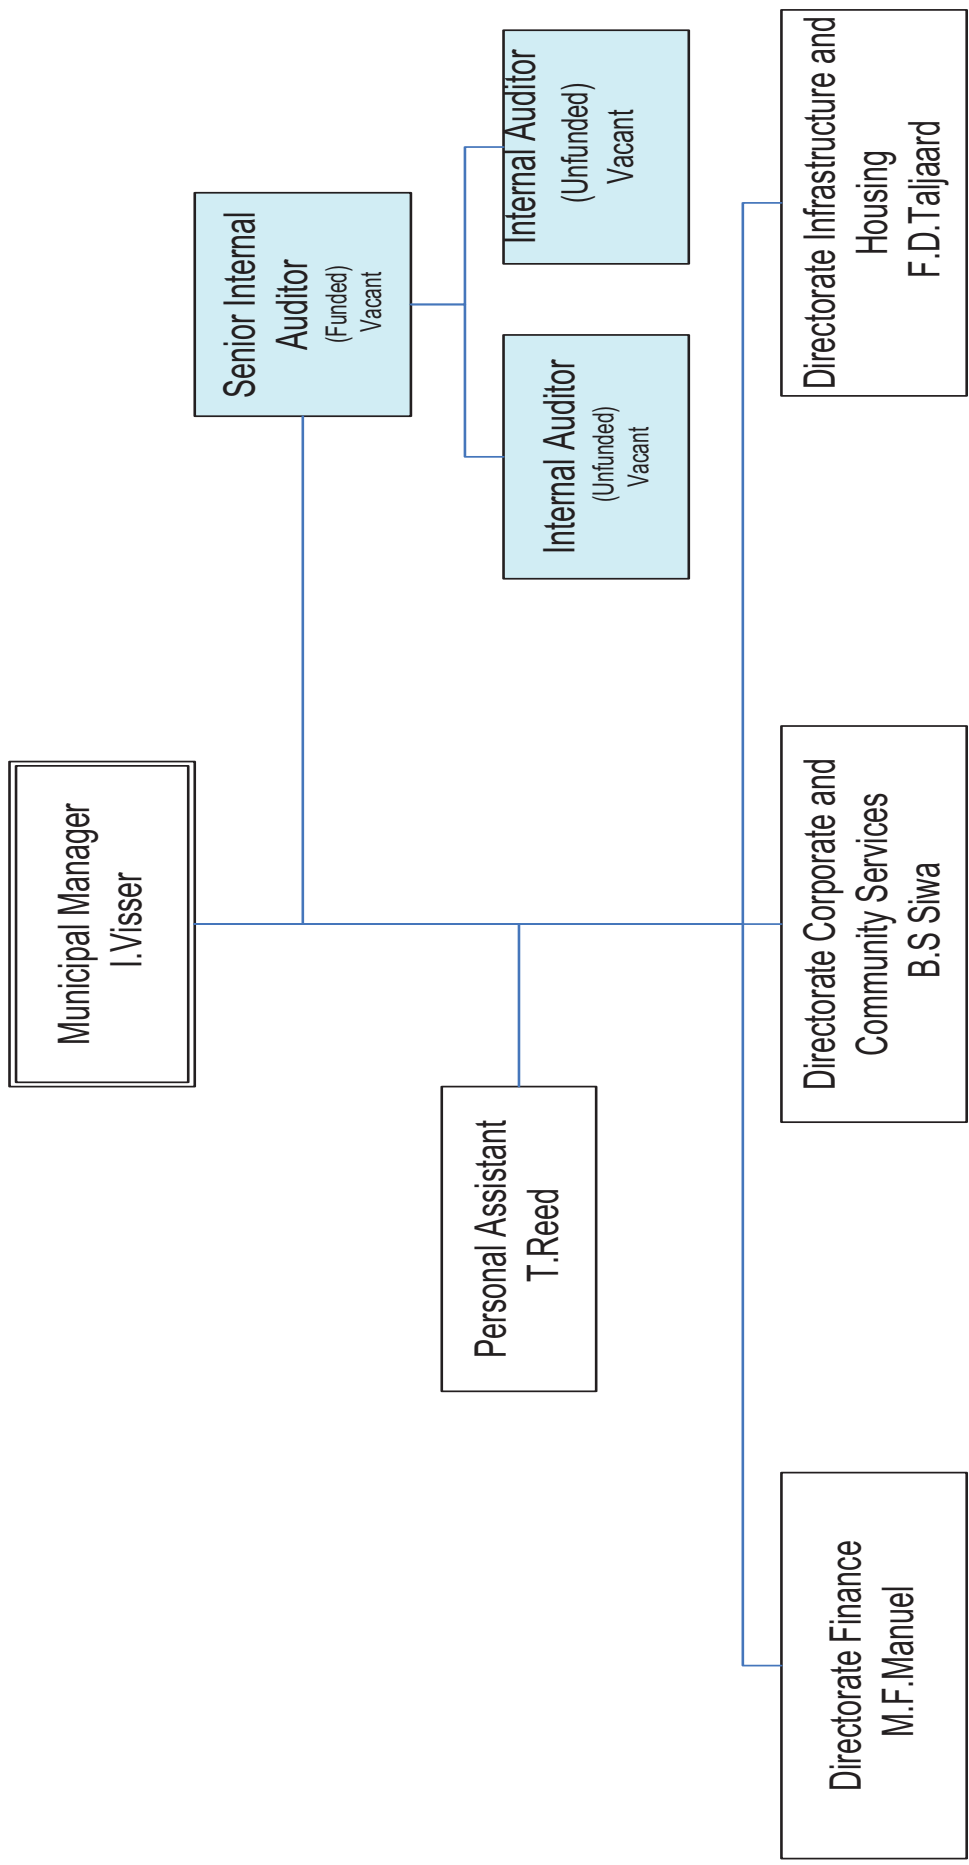 Municipal Manager
I.Visser
Senior Internal
Auditor
(Funded)
Vacant
Personal Assistant
T.Reed
Internal Auditor
(Unfunded)
Vacant
Internal Auditor
(Unfunded)
Vacant
Directorate Finance
M.F.Manuel
Directorate Corporate and
Community Services
B.S Siwa
Directorate Infrastructure and
Housing
F.D.Taljaard